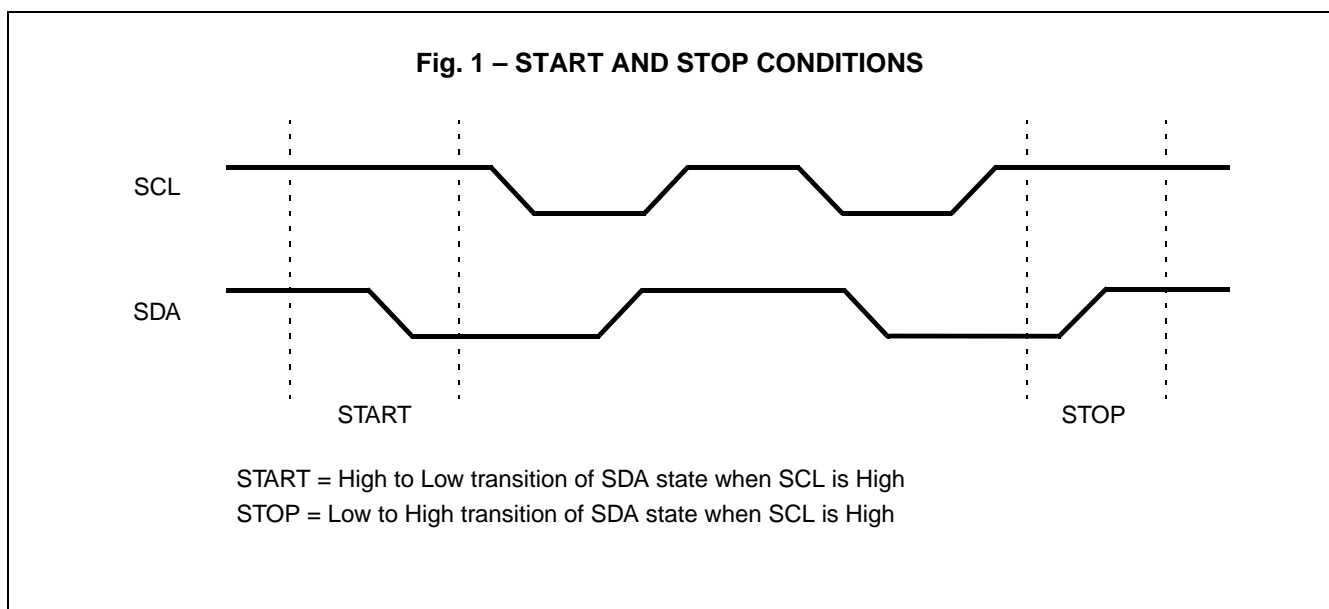 Fig. 1 – START AND STOP CONDITIONS
SCL
SDA
START
STOP
START = High to Low transition of SDA state when SCL is High
STOP = Low to High transition of SDA state when SCL is High